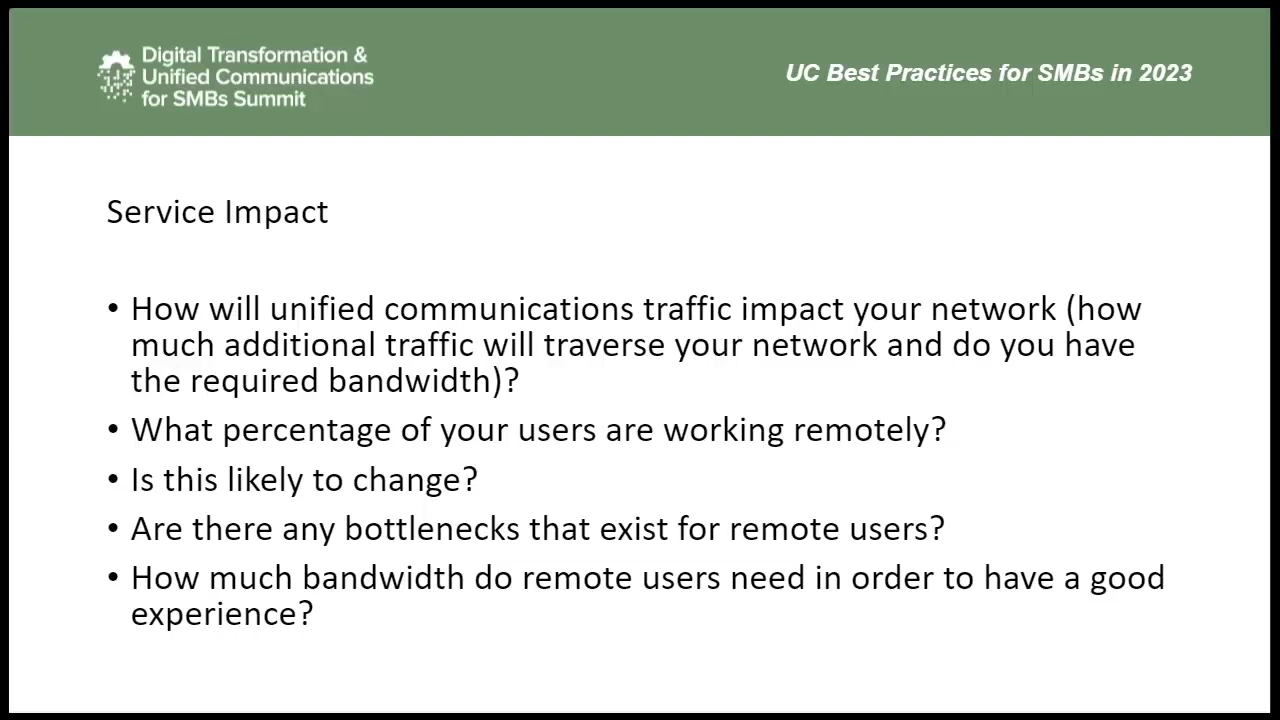 Digital Transformation &
Unified Communications
for SMBs Summit
UC Best Practices for SMBs in 2023
Service Impact
• How will unified communications traffic impact your network (how
much additional traffic will traverse your network and do you have
the required bandwidth)?
• What percentage of your users are working remotely?
• Is this likely to change?
• Are there any bottlenecks that exist for remote users?
• How much bandwidth do remote users need in order to have a good
experience?